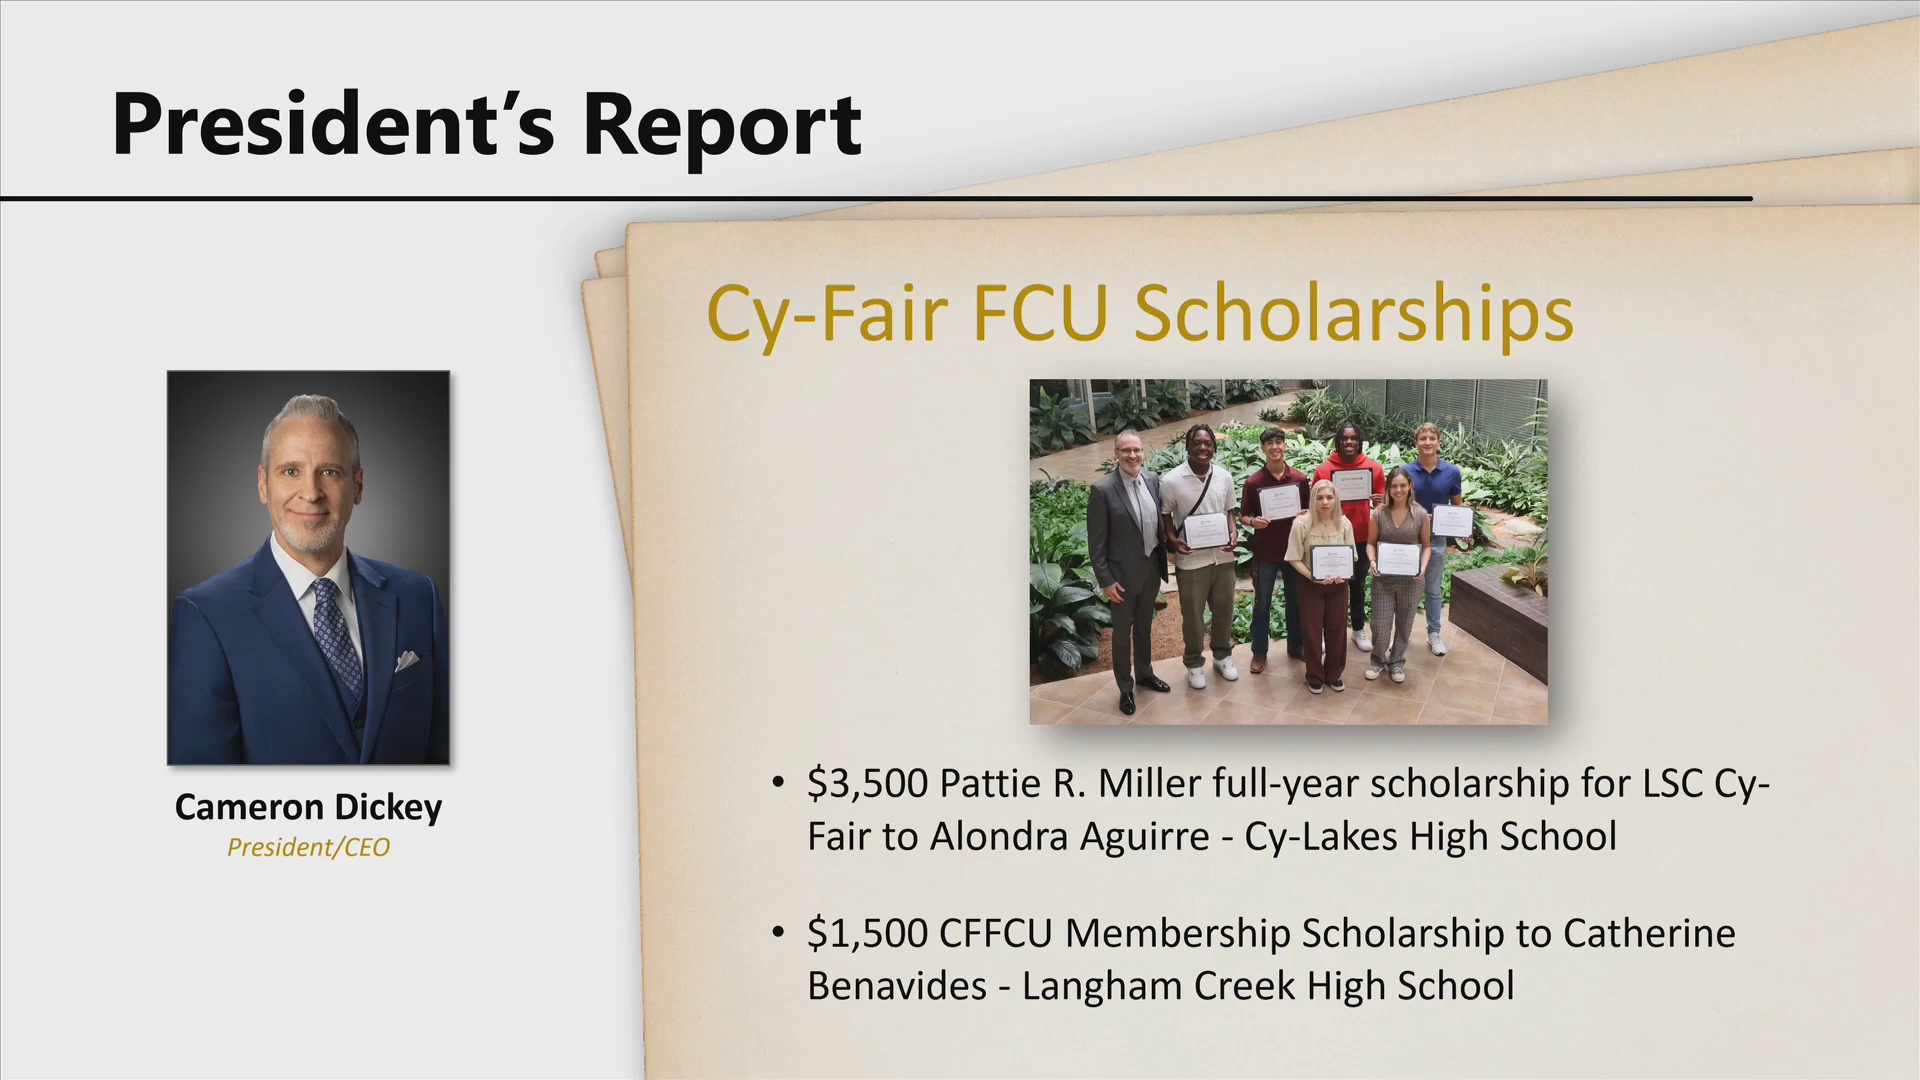 President’s Report
Cy-Fair FCU Scholarships
Cameron Dickey
President/CEO
• $3,500 Pattie R. Miller full-year scholarship for LSC Cy-
Fair to Alondra Aguirre - Cy-Lakes High School
• $1,500 CFFCU Membership Scholarship to Catherine
Benavides - Langham Creek High School